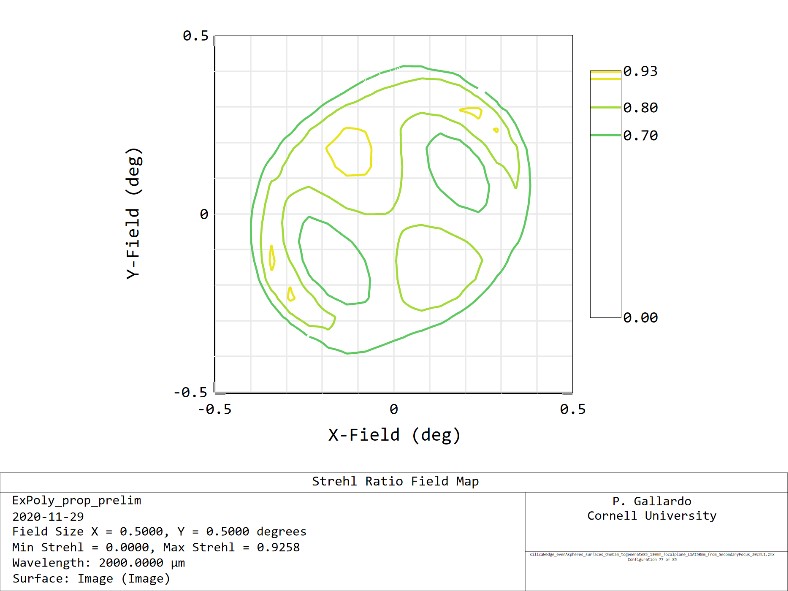 0.5
0.93
0.80
0.70
Y-Field (deg)
0
0.00
-0.5
-0.5
0
0.5
X-Field (deg)
Strehl Ratio Field Map
ExPoly_prop_prelim
2020-11-29
Field Size X = 0.5000, Y = 0.5000 degrees
Min Strehl = 0.0000, Max Strehl = 0.9258
Wavelength: 2000.0000 µm
Surface: Image (Image)
P. Gallardo
Cornell University